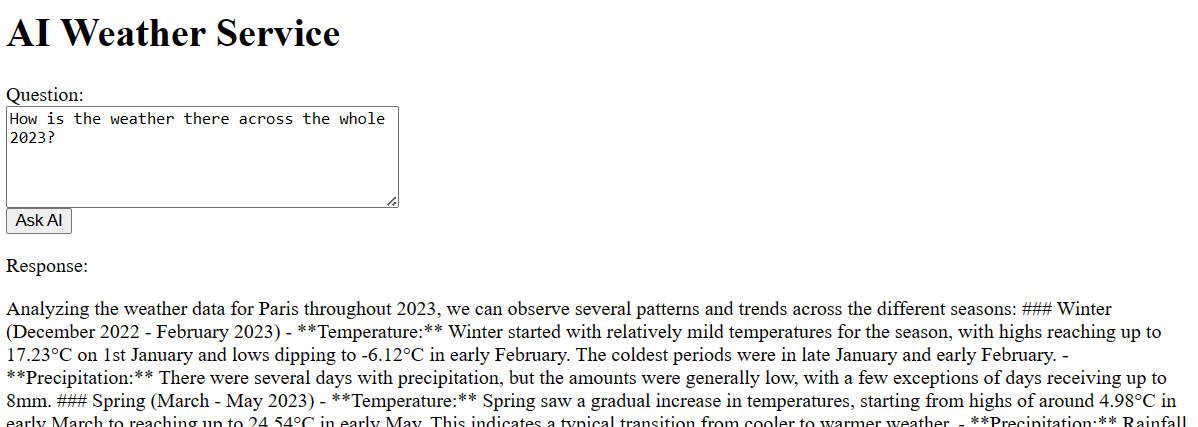 AI Weather Service
Question:
How is the weather there across the whole
2023?
Ask AI
Response:
Analyzing the weather data for Paris throughout 2023, we can observe several patterns and trends across the different seasons: ### Winter
(December 2022 - February 2023) - **Temperature:** Winter started with relatively mild temperatures for the season, with highs reaching up to
17.23°C on 1st January and lows dipping to -6.12°C in early February. The coldest periods were in late January and early February. -
**Precipitation:** There were several days with precipitation, but the amounts were generally low, with a few exceptions of days receiving up to
8mm. ### Spring (March - May 2023) - **Temperature:** Spring saw a gradual increase in temperatures, starting from highs of around 4.98°C in
early March to reaching up to 24.54°C in early May. This indicates a typical transition from cooler to warmer weather. - **Precipitation:** Rainfall